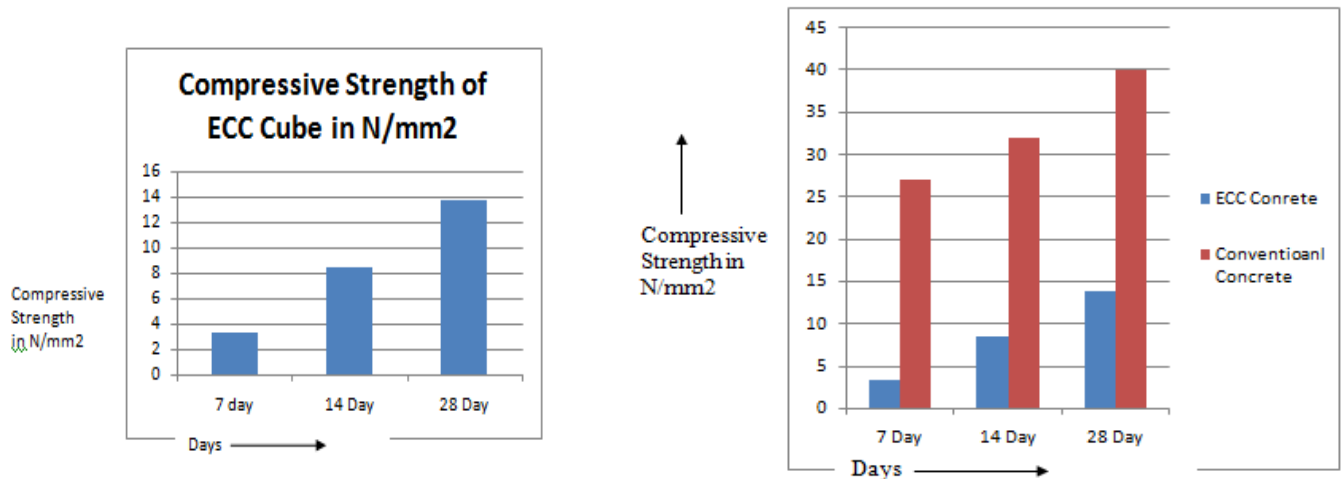 Compressive Strength of
ECC Cube in N/mm2
16
14
12
10
8
6
4
2
0
Compressive
Strength
in N/mm2
7 day 14 Day 28 Day
Days
45
40
35
30
25
20
15
10
5
0
Compressive
Strength in
N/mm2
7 Day 14 Day 28 Day
Days
ECC Conrete
Conventioanl
Concrete